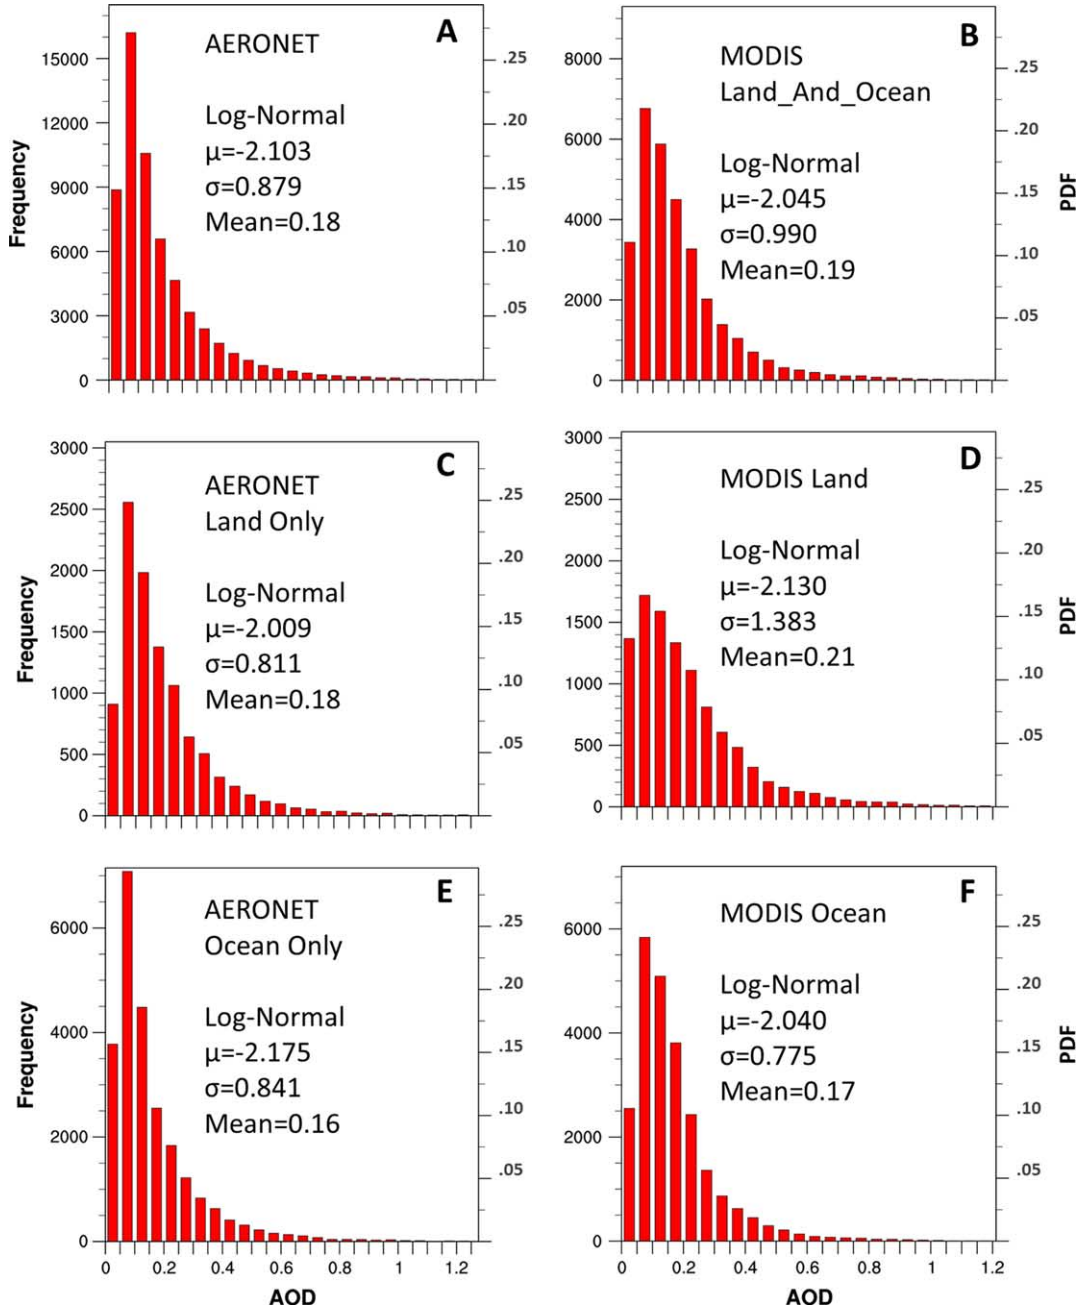 A
AERONET
Log-Normal
μ=-2.103
σ=0.879
Mean=0.18
Frequency
15000
12000
9000
6000
3000
0
.25
.20
.15
.10
.05
B
MODIS
Land_And_Ocean
Log-Normal
μ=-2.045
σ=0.990
Mean=0.19
8000
6000
4000
2000
0
.25
.20
.15
.10
.05
PDF
C
AERONET
Land Only
Log-Normal
μ=-2.009
σ=0.811
Mean=0.18
Frequency
3000
2500
2000
1500
1000
500
0
.25
.20
.15
.10
.05
D
MODIS Land
Log-Normal
μ=-2.130
σ=1.383
Mean=0.21
3000
2500
2000
1500
1000
500
0
.25
.20
.15
.10
.05
PDF
E
AERONET
Ocean Only
Log-Normal
μ=-2.175
σ=0.841
Mean=0.16
Frequency
6000
4000
2000
0
.25
.20
.15
.10
.05
0 0.2 0.4 0.6 0.8 1 1.2
AOD
F
MODIS Ocean
Log-Normal
μ=-2.040
σ=0.775
Mean=0.17
6000
4000
2000
0
.25
.20
.15
.10
.05
PDF
0 0.2 0.4 0.6 0.8 1 1.2
AOD